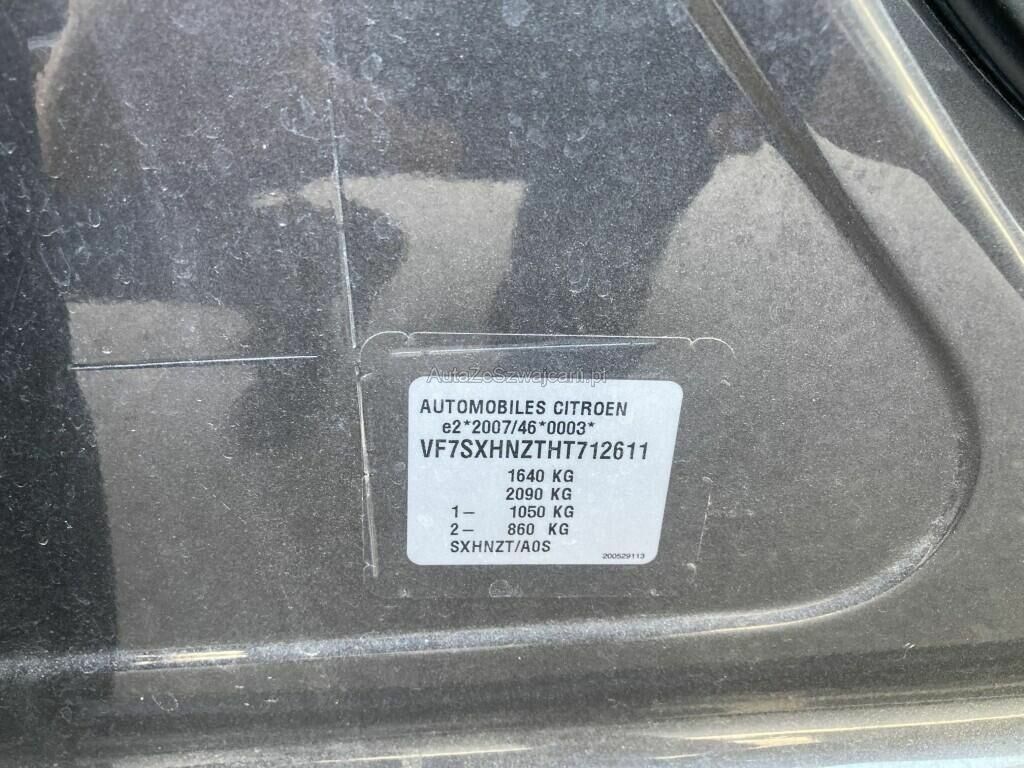 AutaZeSzwajcarii.pl
AUTOMOBILES CITROEN
e2*2007/46*0003*
VF7SXHNZTHT712611
1640 KG
2090 KG
1– 1050 KG
2– 860 KG
SXHNZT/A0S
200529113